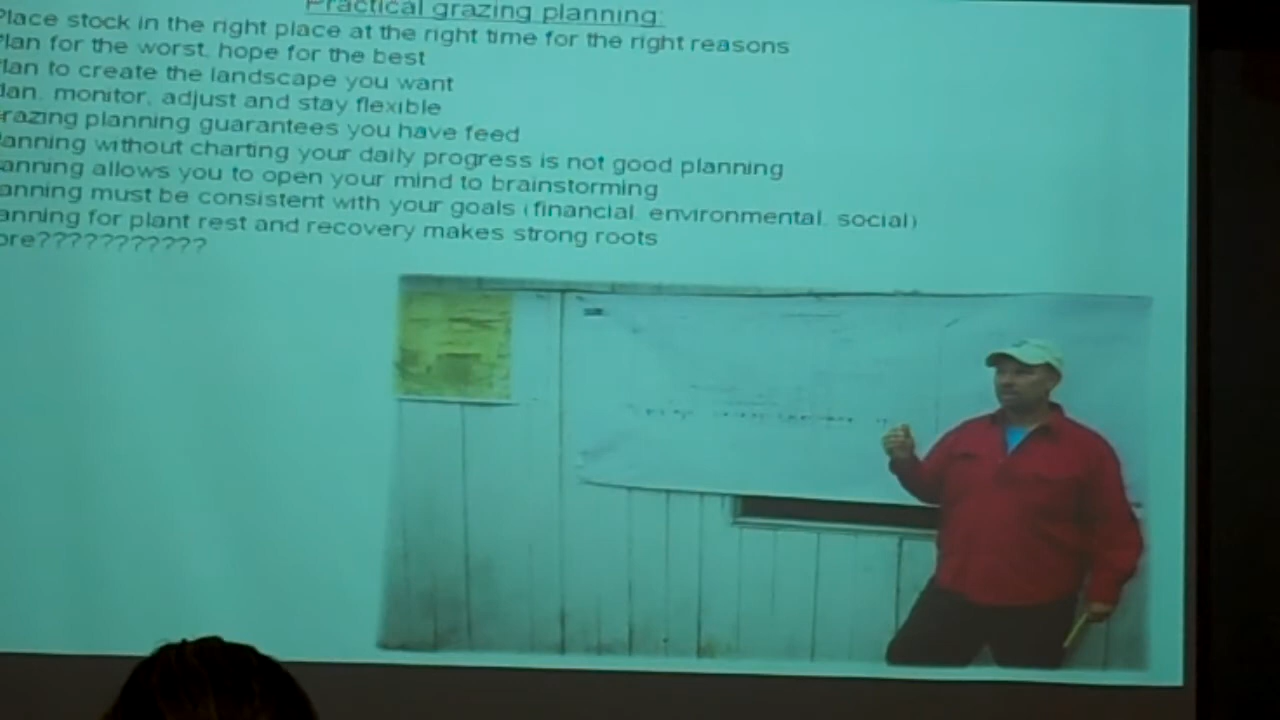 Practical grazing planning:
Place stock in the right place at the right time for the right reasons
Plan for the worst, hope for the best
lan to create the landscape you want
lan, monitor, adjust and stay flexible
razing planning guarantees you have feed
anning without charting your daily progress is not good planning
anning allows you to open your mind to brainstorming
anning must be consistent with your goals (financial, environmental, social)
anning for plant rest and recovery makes strong roots
ore???????????